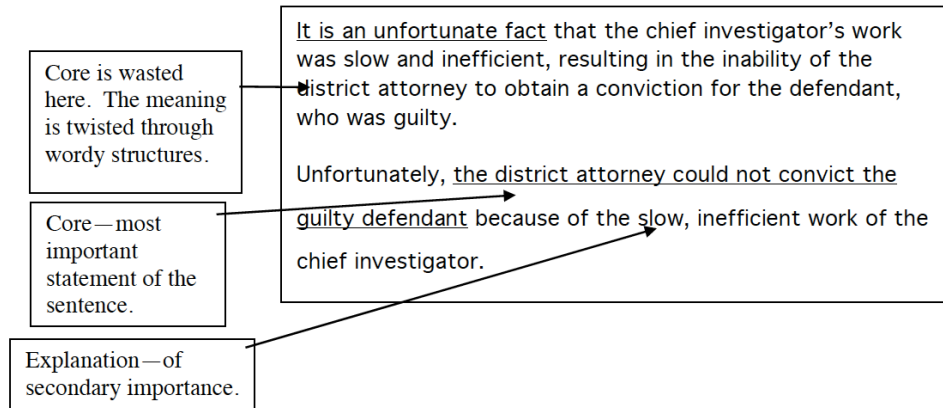 Core is wasted
here.  The meaning
is twisted through
wordy structures.
Core—most
important
statement of the
sentence.
Explanation—of
secondary importance.
It is an unfortunate fact that the chief investigator's work
was slow and inefficient, resulting in the inability of the
district attorney to obtain a conviction for the defendant,
who was guilty.
Unfortunately, the district attorney could not convict the
guilty defendant because of the slow, inefficient work of the
chief investigator.